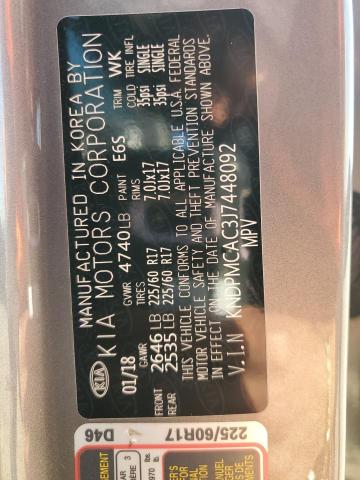 MANUFACTURED IN KOREA BY
KIA KIA MOTORS CORPORATION
01/18 GVWR 4740LB PAINT E6S TRIM WK
GAWR TIRES RIMS COLD TIRE INFL
FRONT 2646LB 225/60 R17 7.0Jx17 35psi SINGLE
REAR 2535LB 225/60 R17 7.0Jx17 35psi SINGLE
THIS VEHICLE CONFORMS TO ALL APPLICABLE U.S.A. FEDERAL
MOTOR VEHICLE SAFETY AND THEFT PREVENTION STANDARDS
IN EFFECT ON THE DATE OF MANUFACTURE SHOWN ABOVE.
V.I.N KNDPMCAC3J7448092
MPV
D46 225/60R17